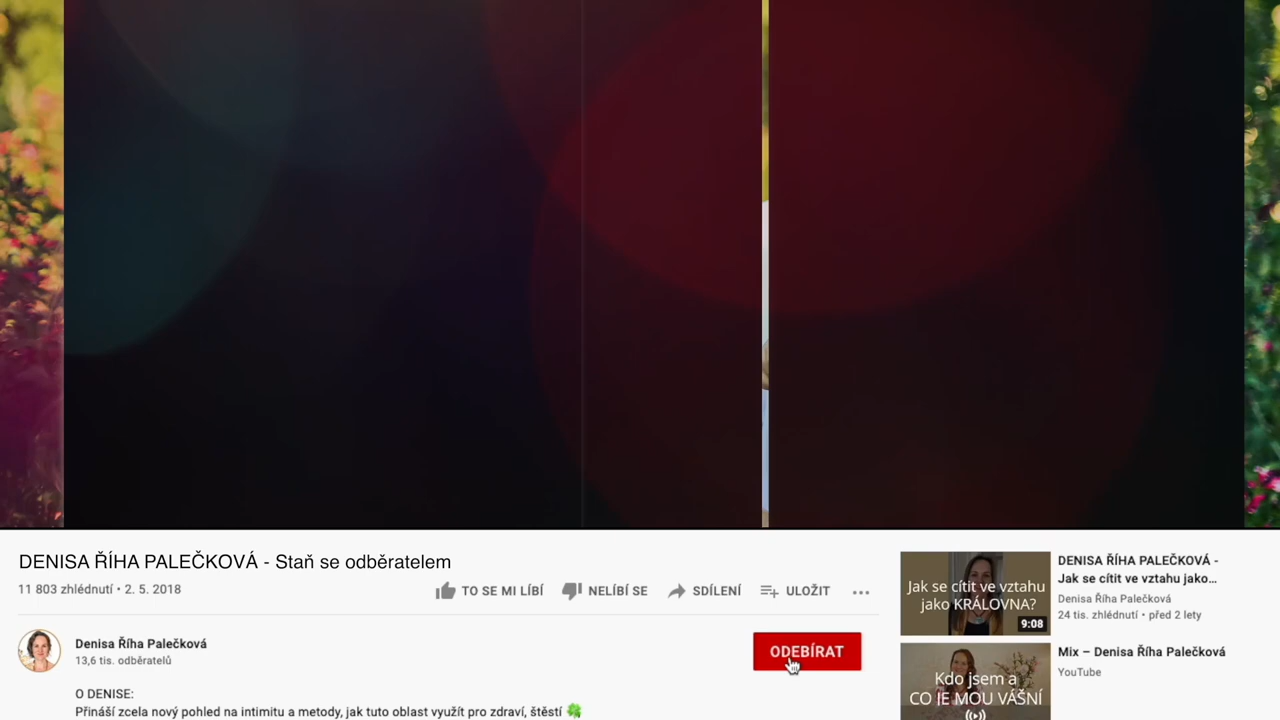 DENISA ŘÍHA PALEČKOVÁ - Staň se odběratelem
11 803 zhlédnutí • 2. 5. 2018
TO SE MI LÍBÍ
NELÍBÍ SE
SDÍLENÍ
ULOŽIT
Denisa Říha Palečková
13,6 tis. odběratelů
ODEBÍRAT
O DENISE:
Přináší zcela nový pohled na intimitu a metody, jak tuto oblast využít pro zdraví, štěstí 🍀
Jak se cítit ve vztahu
jako KRÁLOVNA?
9:08
DENISA ŘÍHA PALEČKOVÁ -
Jak se cítit ve vztahu jako…
Denisa Říha Palečková
24 tis. zhlédnutí • před 2 lety
Kdo jsem a
CO JE MOU VÁŠNÍ
Mix – Denisa Říha Palečková
YouTube